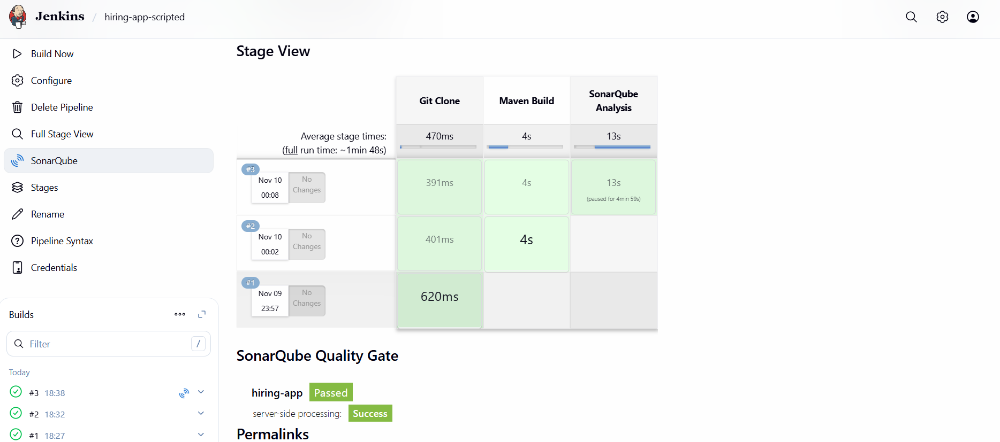 Jenkins / hiring-app-scripted
Build Now
Configure
Delete Pipeline
Full Stage View
SonarQube
Stages
Rename
Pipeline Syntax
Credentials
Builds
Filter /
Today
#3 18:38
#2 18:32
#1 18:27
Stage View
Git Clone
Maven Build
SonarQube
Analysis
Average stage times:
(full run time: ~1min 48s)
470ms
4s
13s
#3
Nov 10
00:08
No
Changes
391ms
4s
13s
(paused for 4min 59s)
#2
Nov 10
00:02
No
Changes
401ms
4s
#1
Nov 09
23:57
No
Changes
620ms
SonarQube Quality Gate
hiring-app Passed
server-side processing: Success
Permalinks